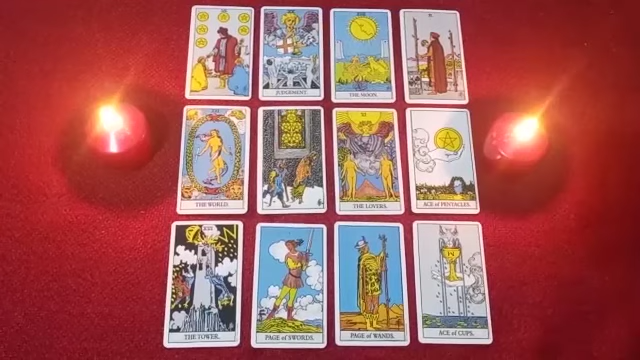 JUDGEMENT.
THE MOON.
II
THE WORLD.
THE LOVERS.
ACE of PENTACLES.
THE TOWER.
PAGE of SWORDS.
PAGE of WANDS.
ACE of CUPS.